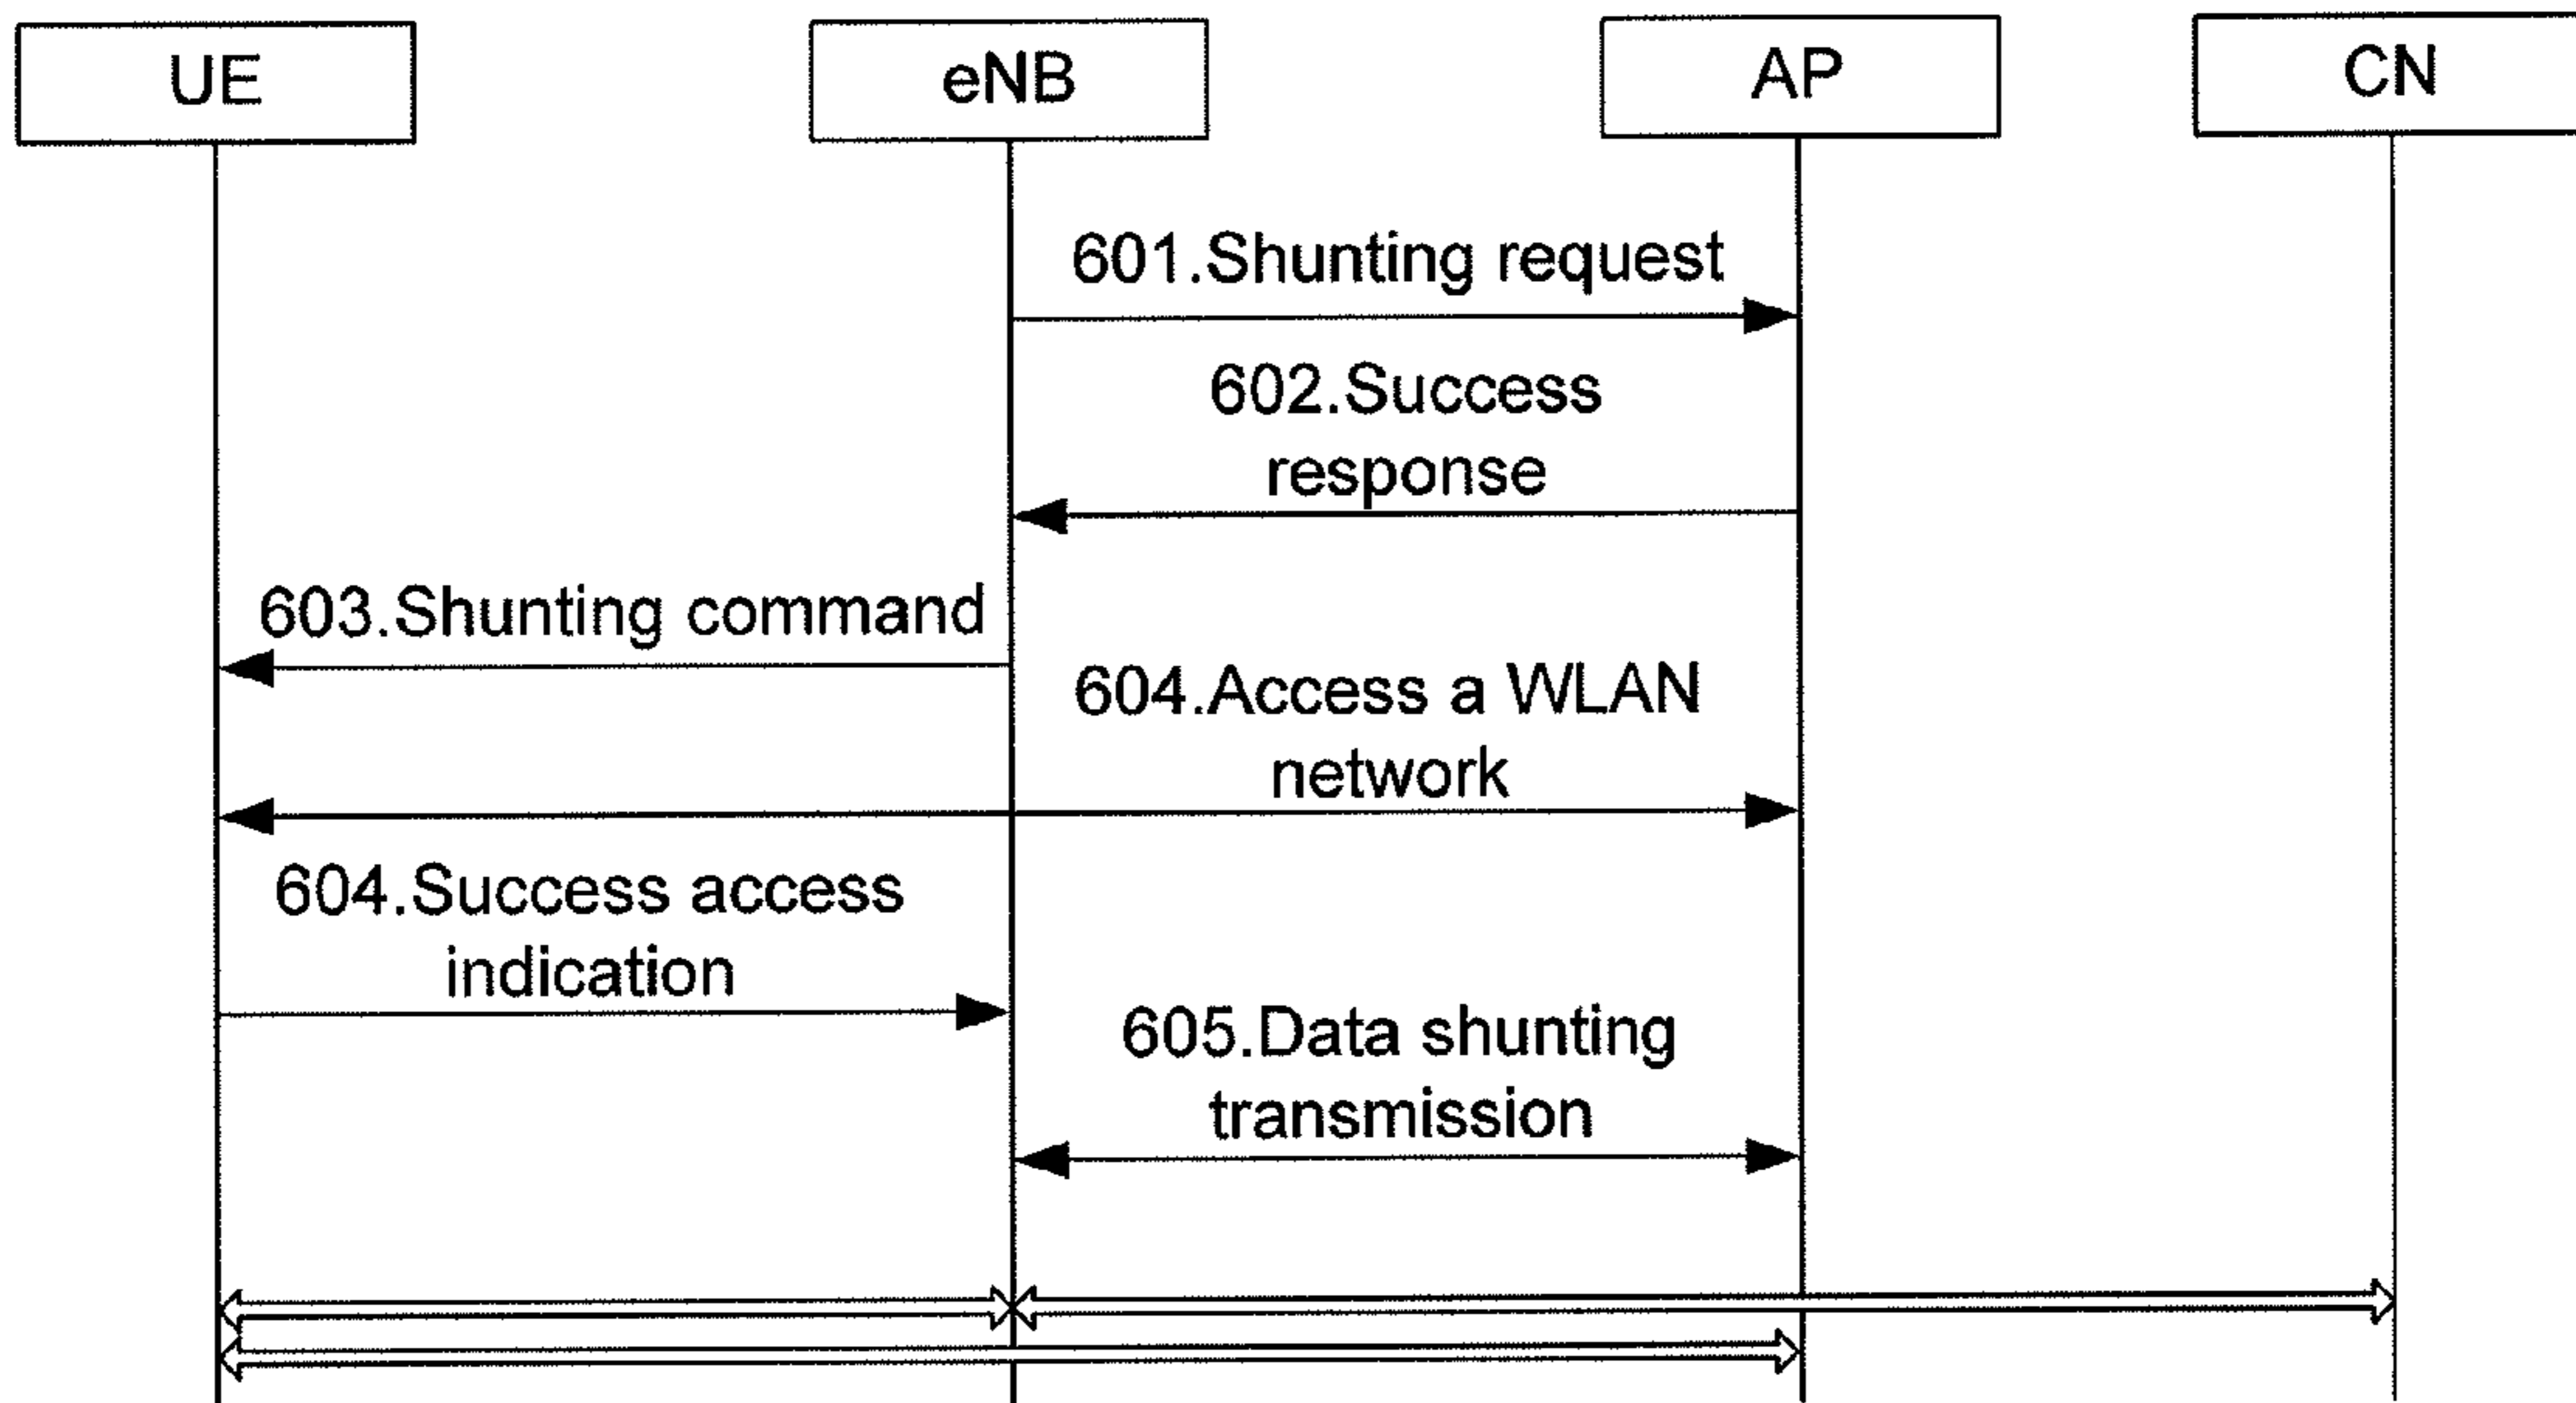 UE
eNB
AP
CN
601.Shunting request
602.Success
response
603.Shunting command
604.Access a WLAN
network
604.Success access
indication
605.Data shunting
transmission